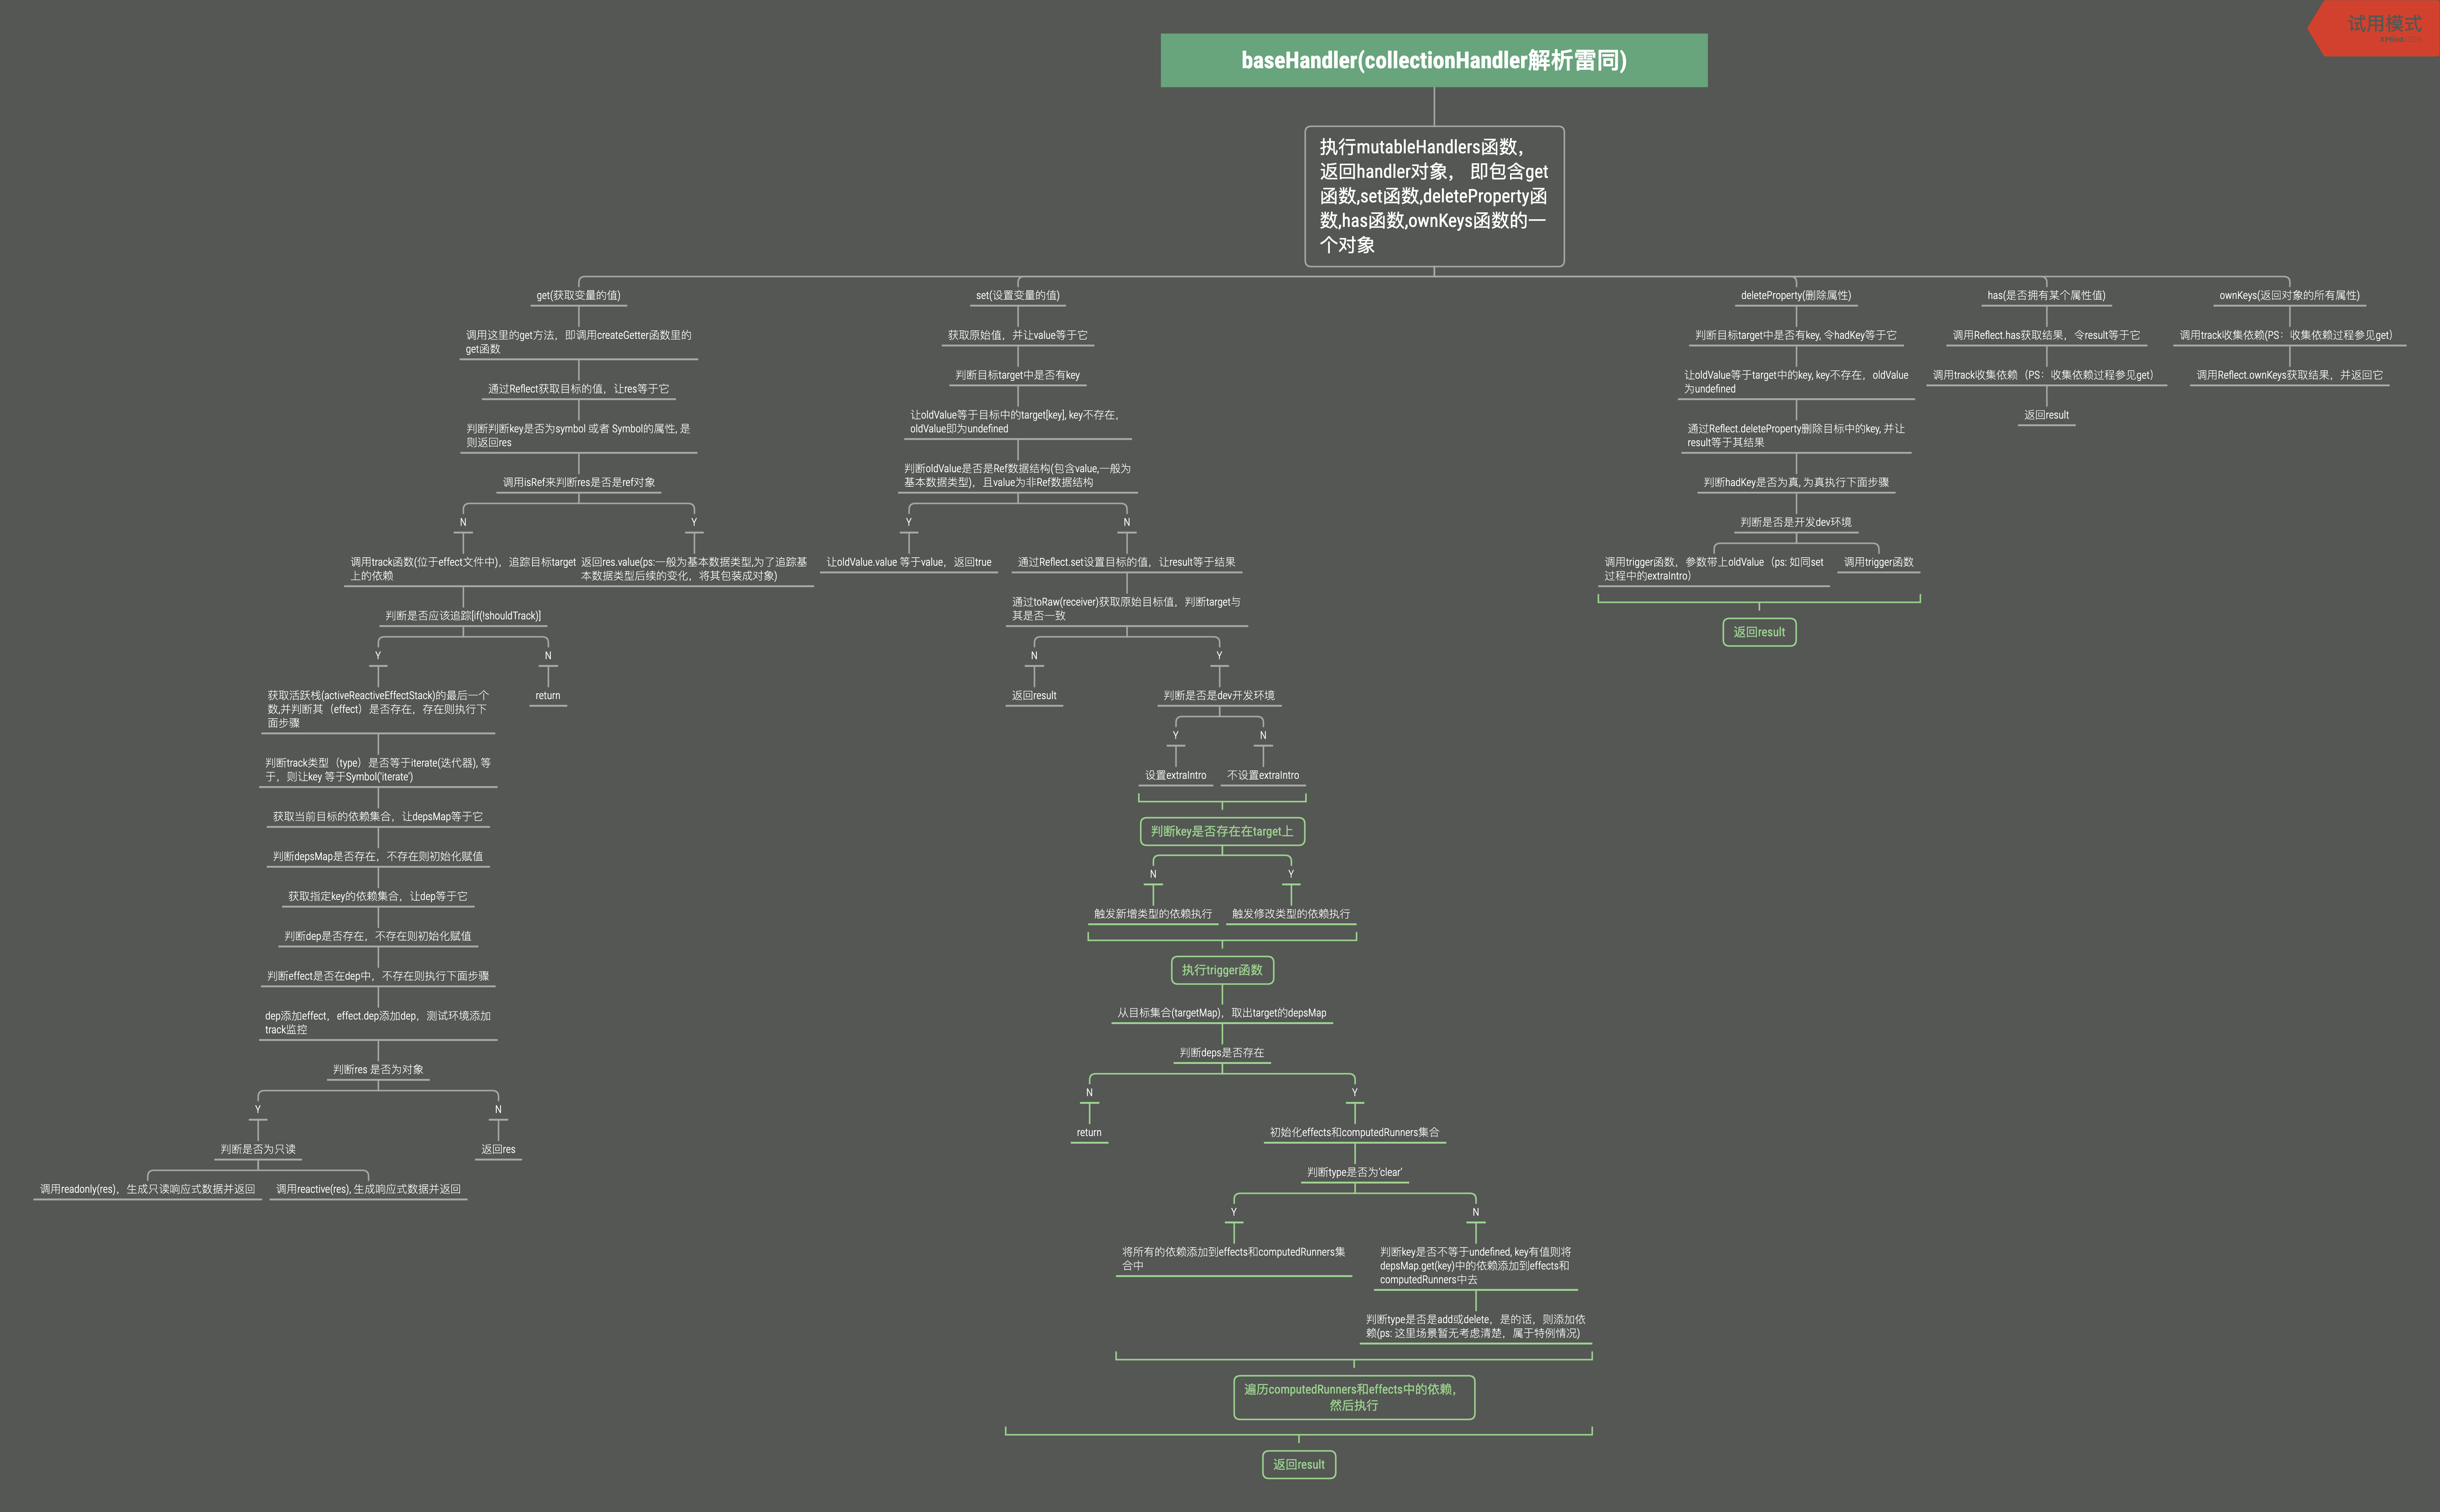 试用模式
XMind
baseHandler(collectionHandler解析雷同)
执行mutableHandlers函数，
返回handler对象， 即包含get
函数,set函数,deleteProperty函
数,has函数,ownKeys函数的一
个对象
get(获取变量的值)
调用这里的get方法，即调用createGetter函数里的
get函数
通过Reflect获取目标的值，让res等于它
判断判断key是否为symbol 或者 Symbol的属性, 是
则返回res
调用isRef来判断res是否是ref对象
N
Y
调用track函数(位于effect文件中)，追踪目标target
上的依赖
返回res.value(ps:一般为基本数据类型,为了追踪基
本数据类型后续的变化，将其包装成对象)
判断是否应该追踪[if(!shouldTrack)]
Y
N
获取活跃栈(activeReactiveEffectStack)的最后一个
数,并判断其（effect）是否存在，存在则执行下
面步骤
return
判断track类型（type）是否等于iterate(迭代器), 等
于，则让key 等于Symbol('iterate')
获取当前目标的依赖集合，让depsMap等于它
判断depsMap是否存在，不存在则初始化赋值
获取指定key的依赖集合，让dep等于它
判断dep是否存在，不存在则初始化赋值
判断effect是否在dep中，不存在则执行下面步骤
dep添加effect， effect.dep添加dep，测试环境添加
track监控
判断res 是否为对象
Y
N
判断是否为只读
返回res
调用readonly(res)，生成只读响应式数据并返回
调用reactive(res), 生成响应式数据并返回
set(设置变量的值)
获取原始值，并让value等于它
判断目标target中是否有key
让oldValue等于目标中的target[key], key不存在，
oldValue即为undefined
判断oldValue是否是Ref数据结构(包含value,一般为
基本数据类型)，且value为非Ref数据结构
Y
N
让oldValue.value 等于value，返回true
通过Reflect.set设置目标的值，让result等于结果
通过toRaw(receiver)获取原始目标值，判断target与
其是否一致
N
Y
返回result
判断是否是dev开发环境
Y
N
设置extraIntro
不设置extraIntro
判断key是否存在在target上
N
Y
触发新增类型的依赖执行
触发修改类型的依赖执行
执行trigger函数
从目标集合(targetMap)，取出target的depsMap
判断deps是否存在
N
Y
return
初始化effects和computedRunners集合
判断type是否为‘clear’
Y
N
将所有的依赖添加到effects和computedRunners集
合中
判断key是否不等于undefined, key有值则将
depsMap.get(key)中的依赖添加到effects和
computedRunners中去
判断type是否是add或delete，是的话，则添加依
赖(ps: 这里场景暂无考虑清楚，属于特例情况)
遍历computedRunners和effects中的依赖，
然后执行
返回result
deleteProperty(删除属性)
判断目标target中是否有key, 令hadKey等于它
让oldValue等于target中的key, key不存在，oldValue
为undefined
通过Reflect.deleteProperty删除目标中的key, 并让
result等于其结果
判断hadKey是否为真, 为真执行下面步骤
判断是否是开发dev环境
调用trigger函数，参数带上oldValue（ps: 如同set
过程中的extraIntro）
调用trigger函数
返回result
has(是否拥有某个属性值)
调用Reflect.has获取结果，令result等于它
调用track收集依赖（PS：收集依赖过程参见get）
返回result
ownKeys(返回对象的所有属性)
调用track收集依赖(PS：收集依赖过程参见get）
调用Reflect.ownKeys获取结果，并返回它